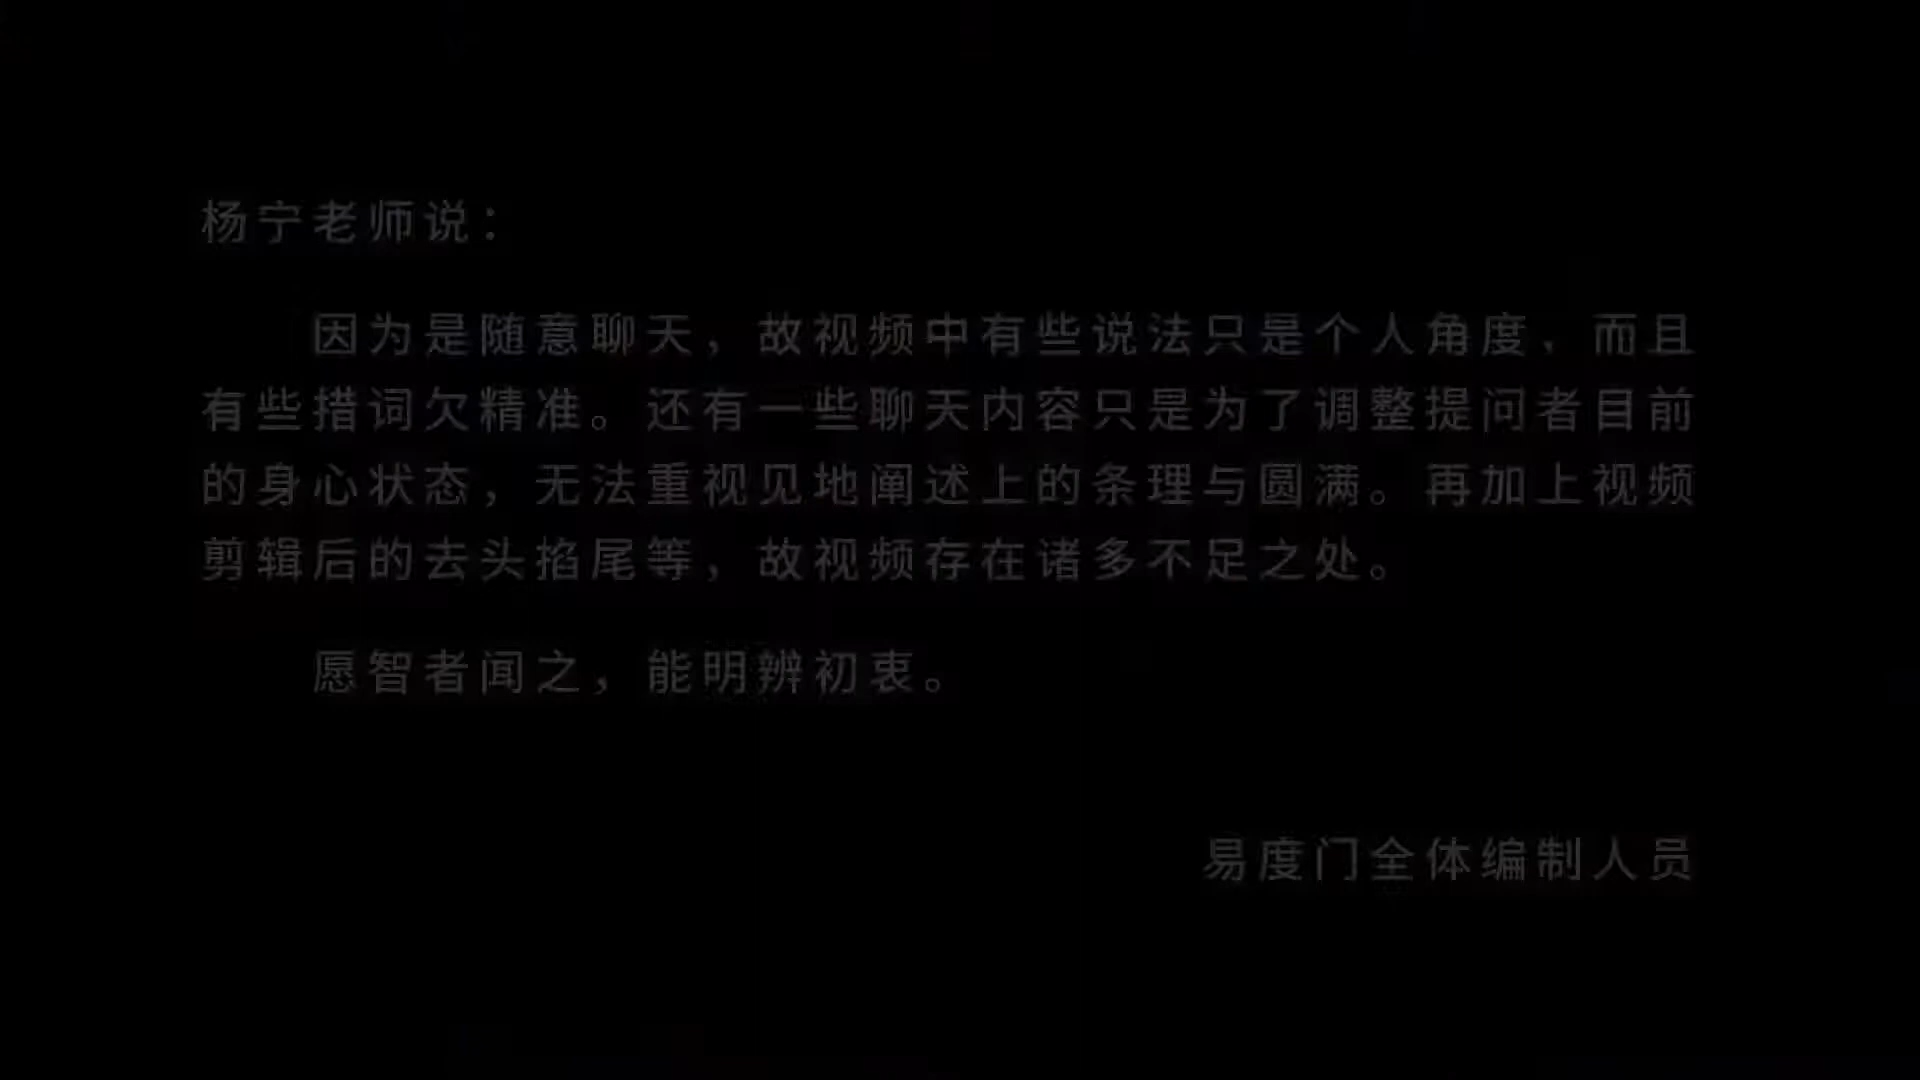 杨宁老师说：
因为是随意聊天，故视频中有些说法只是个人角度，而且
有些措词欠精准。还有一些聊天内容只是为了调整提问者目前
的身心状态，无法重视见地阐述上的条理与圆满。再加上视频
剪辑后的去头掐尾等，故视频存在诸多不足之处。
愿智者闻之，能明辨初衷。
易度门全体编制人员